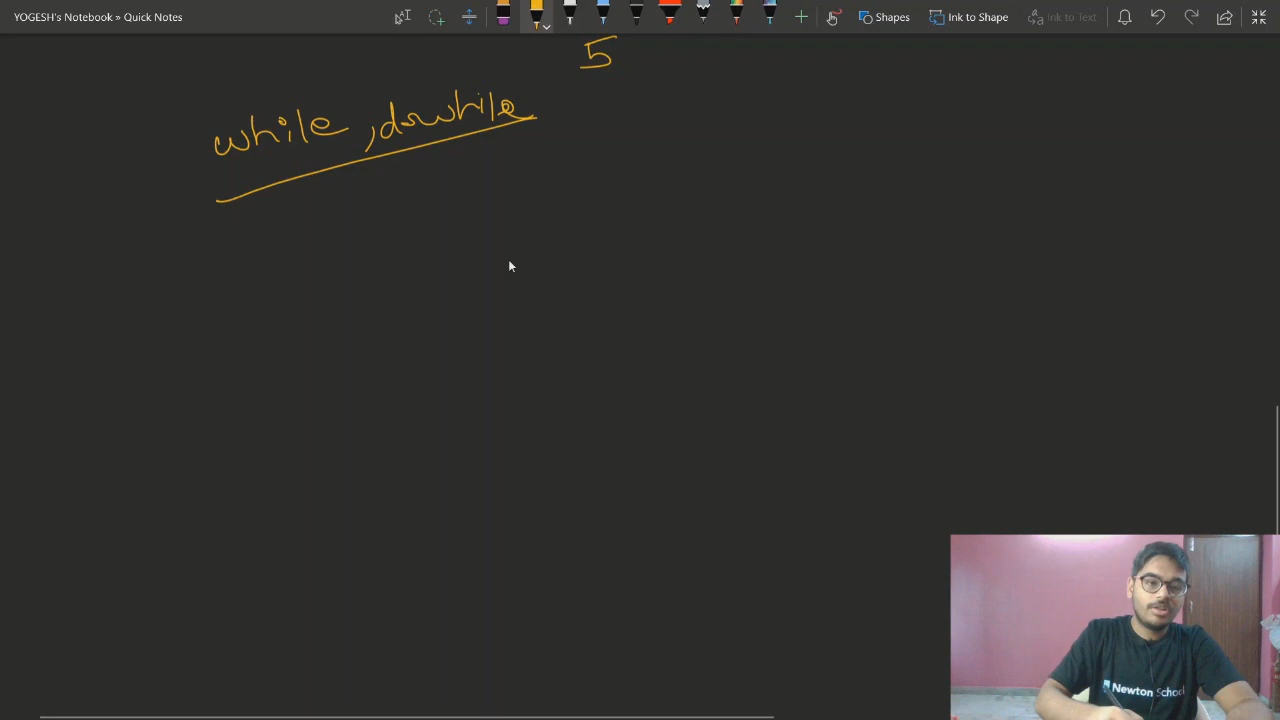 YOGESH's Notebook » Quick Notes
Shapes
Ink to Shape
Ink to Text
5
while, dowhile
Newton School